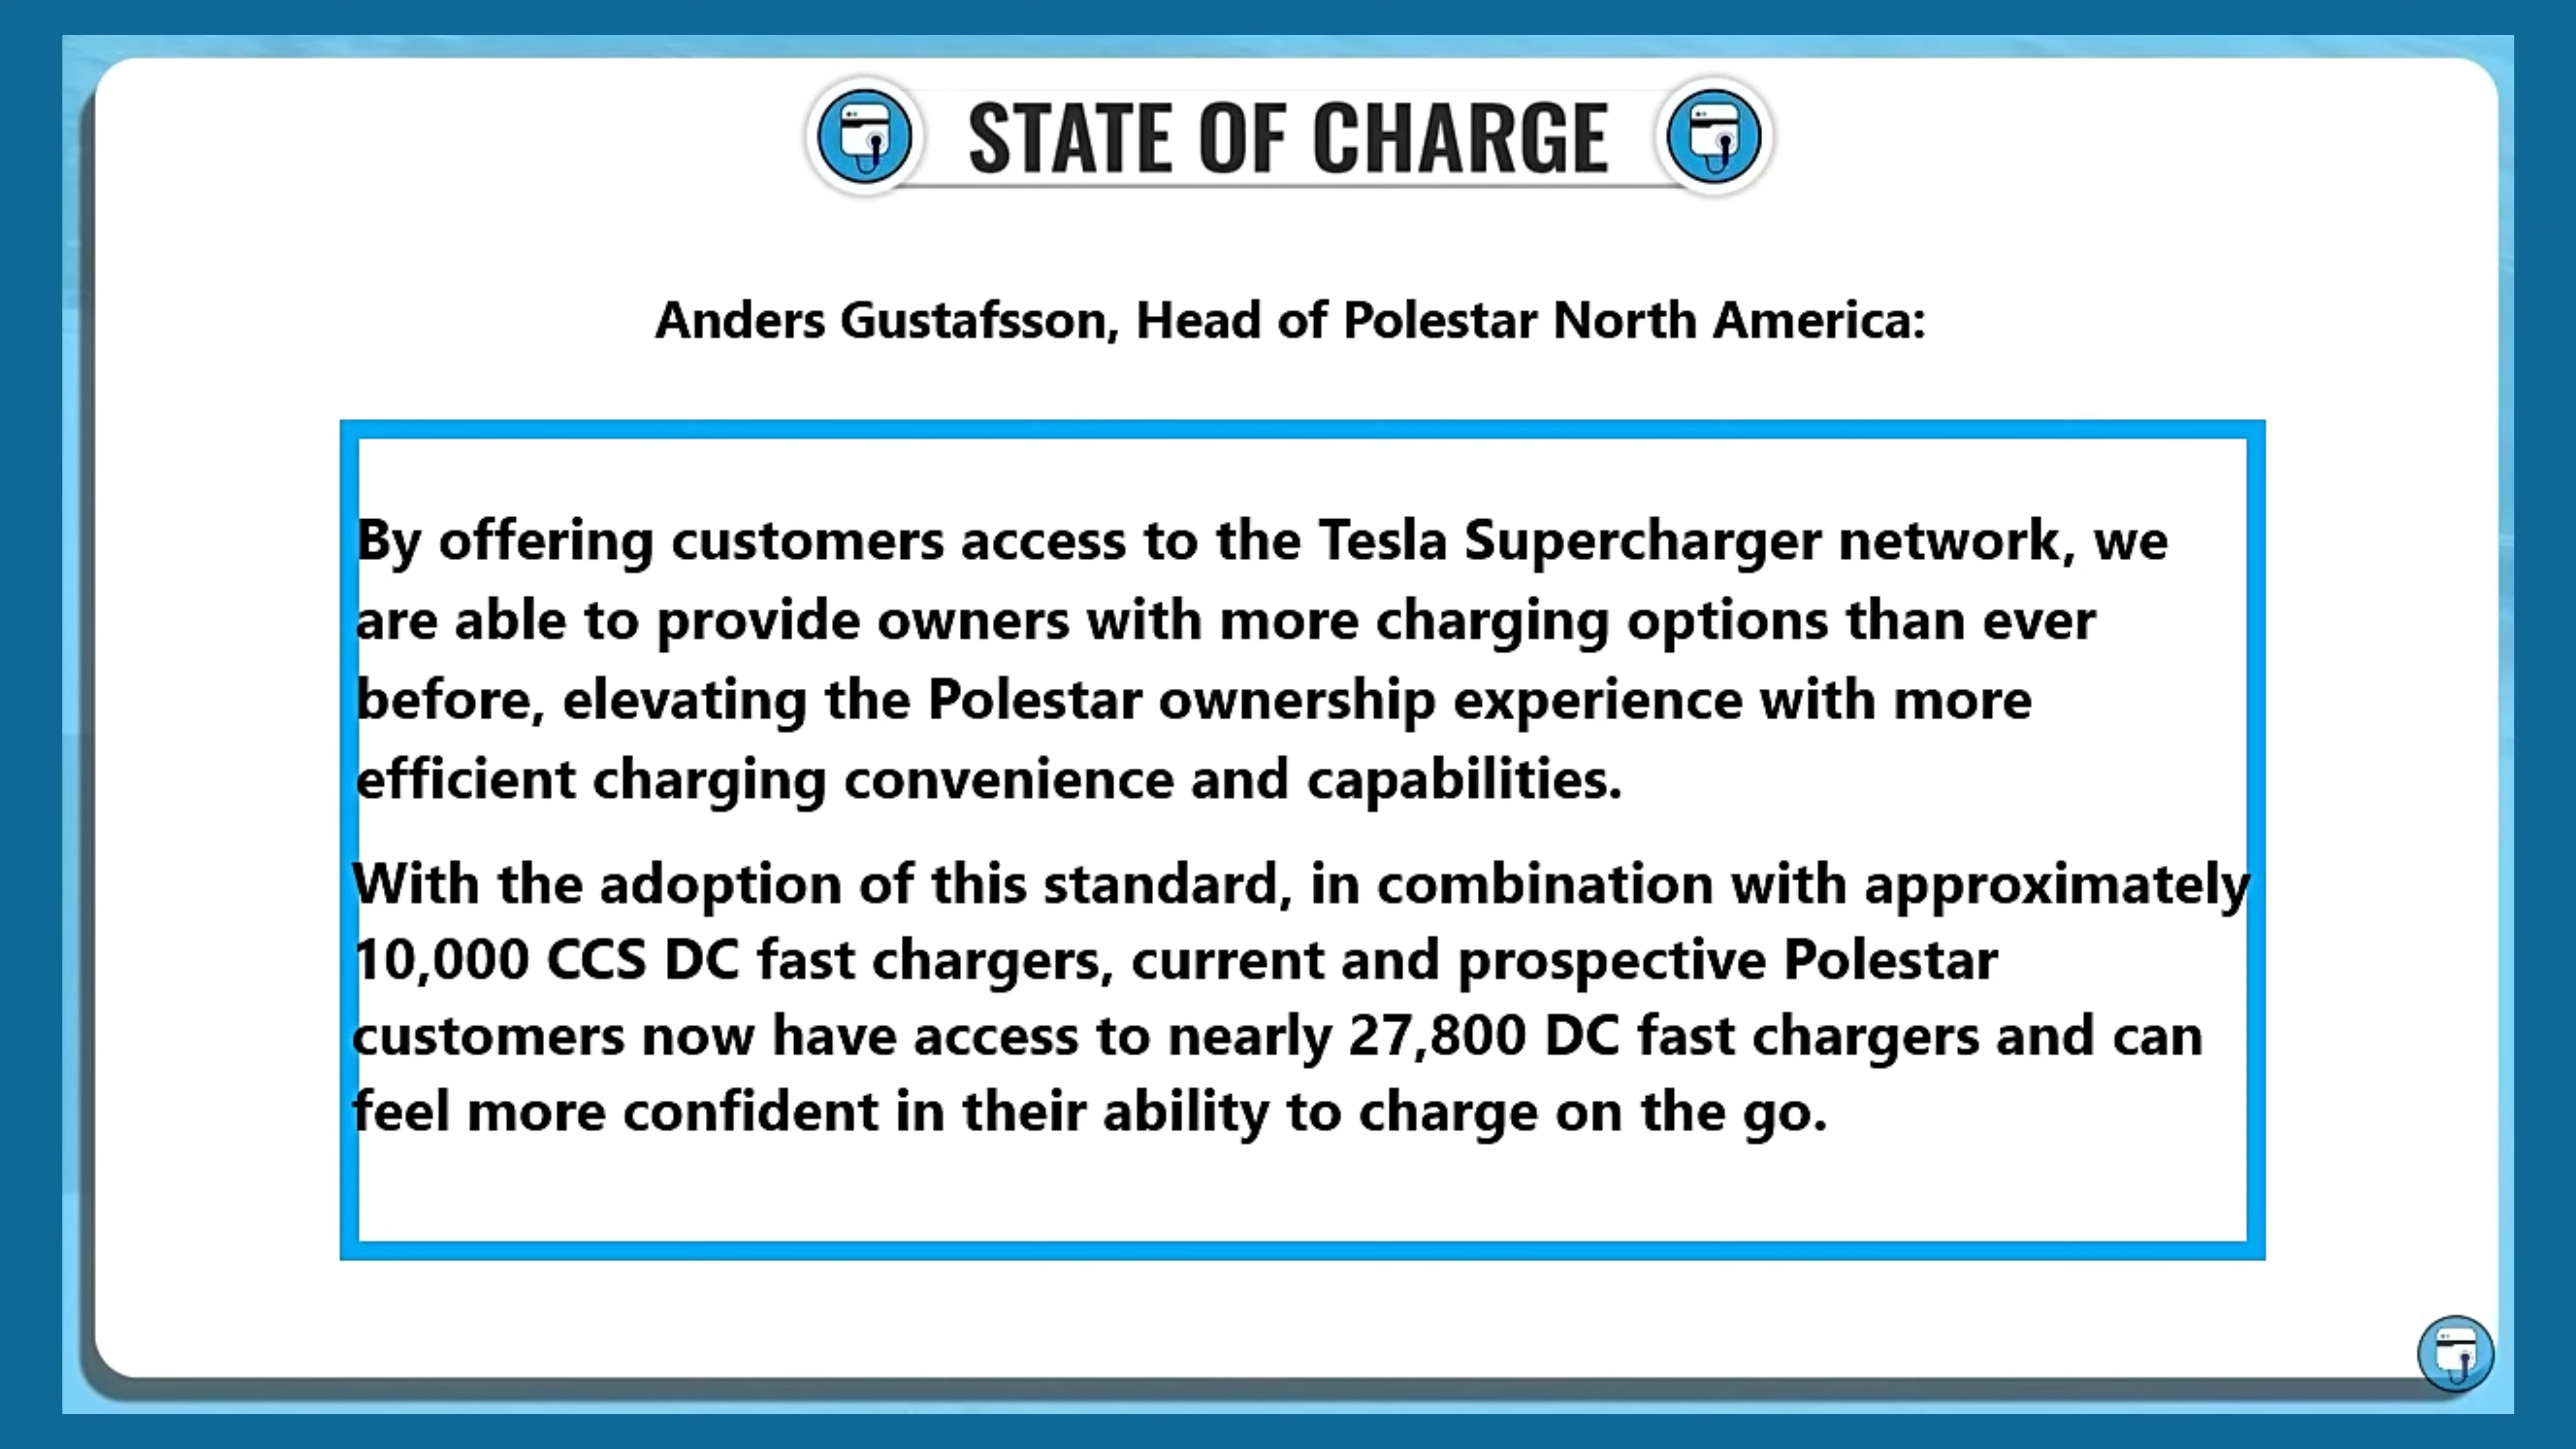 STATE OF CHARGE
Anders Gustafsson, Head of Polestar North America:
By offering customers access to the Tesla Supercharger network, we
are able to provide owners with more charging options than ever
before, elevating the Polestar ownership experience with more
efficient charging convenience and capabilities.
With the adoption of this standard, in combination with approximately
10,000 CCS DC fast chargers, current and prospective Polestar
customers now have access to nearly 27,800 DC fast chargers and can
feel more confident in their ability to charge on the go.